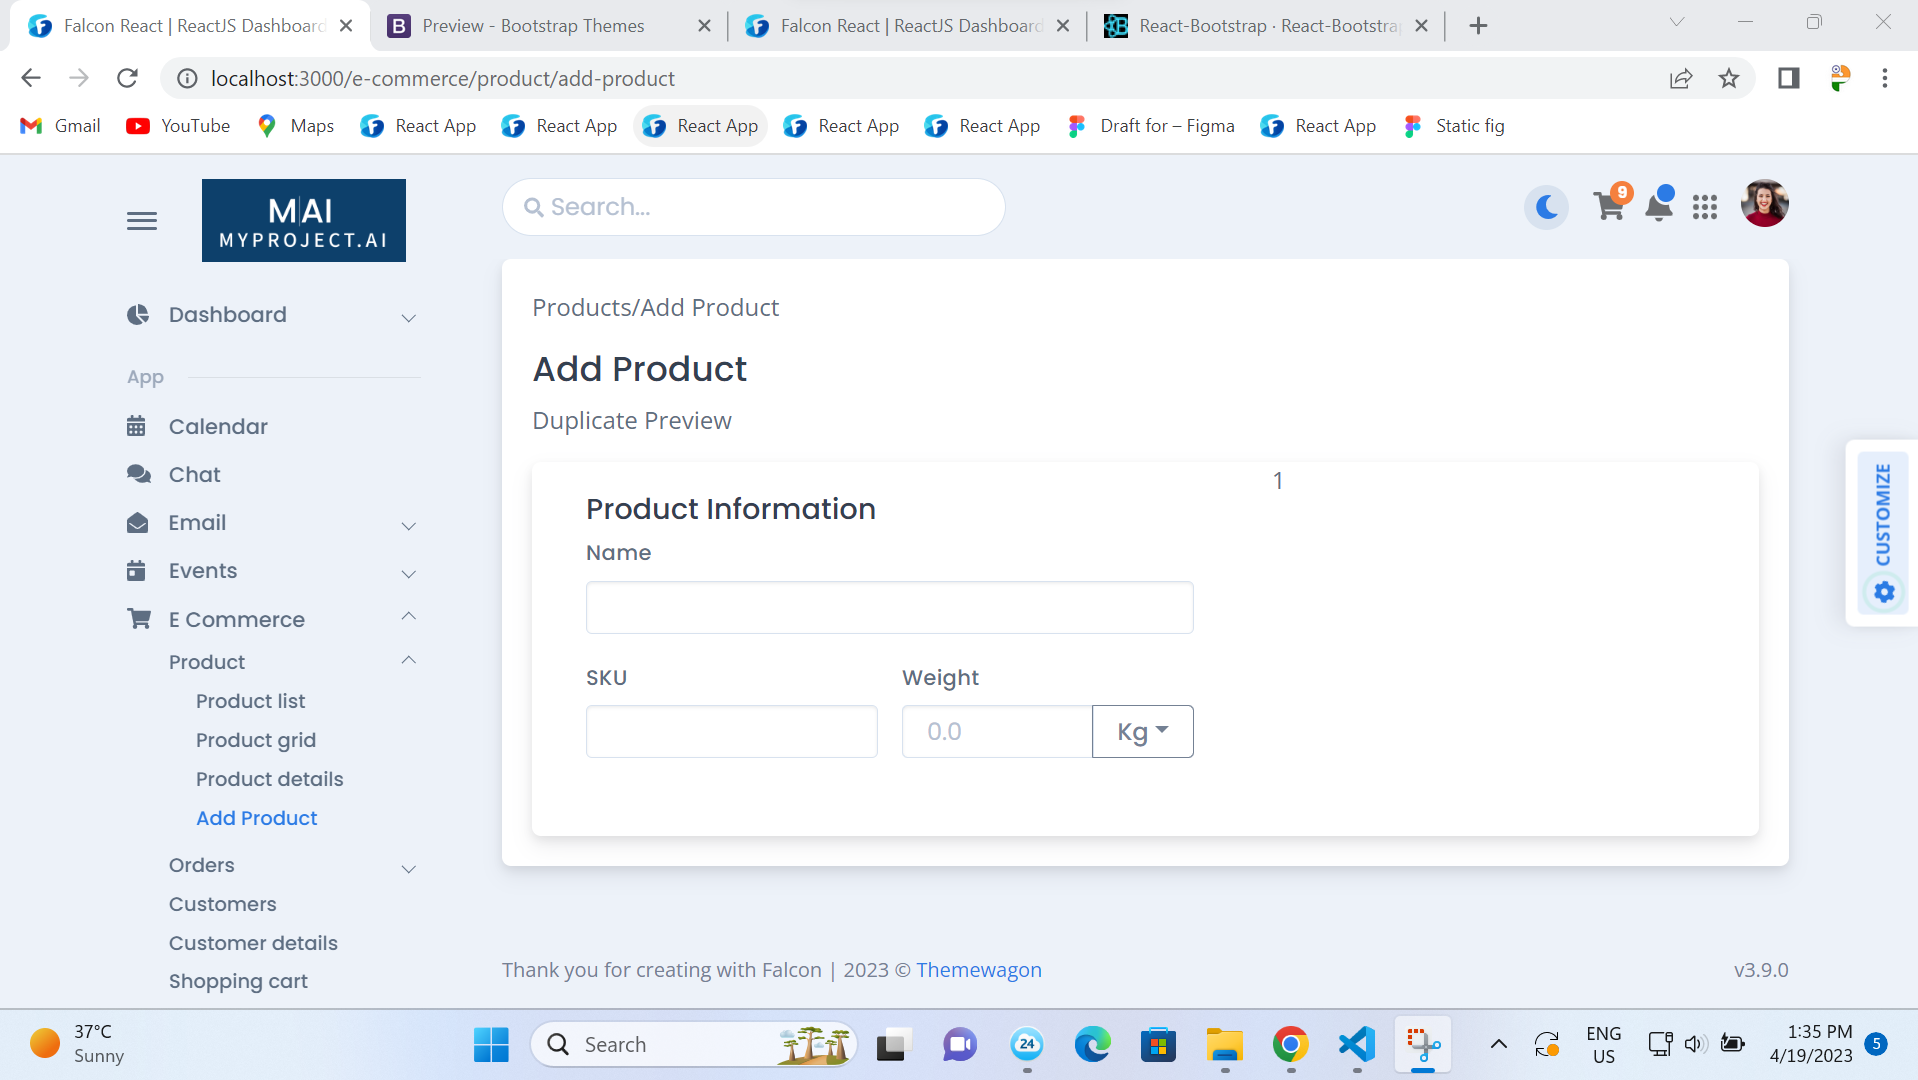 Falcon React | ReactJS Dashboard
Preview - Bootstrap Themes
Falcon React | ReactJS Dashboard
React-Bootstrap · React-Bootstra
localhost:3000/e-commerce/product/add-product
Gmail
YouTube
Maps
React App
React App
React App
React App
React App
Draft for – Figma
React App
Static fig
MAI
MYPROJECT.AI
Search...
9
Dashboard
App
Calendar
Chat
Email
Events
E Commerce
Product
Product list
Product grid
Product details
Add Product
Orders
Customers
Customer details
Shopping cart
Products/Add Product
Add Product
Duplicate Preview
1
Product Information
Name
SKU
Weight
0.0
Kg
CUSTOMIZE
Thank you for creating with Falcon | 2023 © Themewagon
v3.9.0
37°C
Sunny
Search
24
ENG
US
1:35 PM
4/19/2023
5